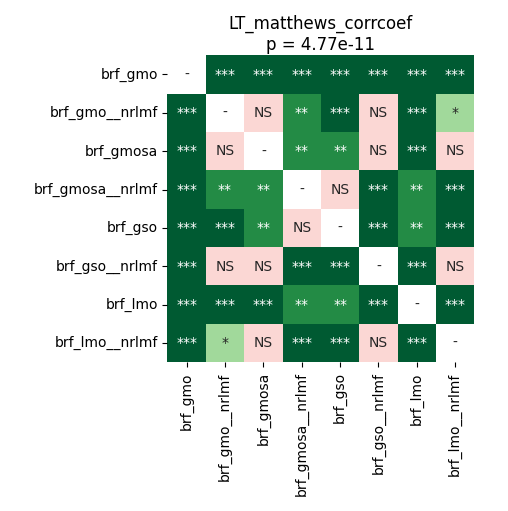 LT_matthews_corrcoef
p = 4.77e-11
brf_gmo - *** *** *** *** *** *** ***
brf_gmo__nrlmf *** - NS ** *** NS *** *
brf_gmosa *** NS - ** ** NS *** NS
brf_gmosa__nrlmf *** ** ** - NS *** ** ***
brf_gso *** *** ** NS - *** ** ***
brf_gso__nrlmf *** NS NS *** *** - *** NS
brf_lmo *** *** *** ** ** *** - ***
brf_lmo__nrlmf *** * NS *** *** NS *** -
brf_gmo
brf_gmo__nrlmf
brf_gmosa
brf_gmosa__nrlmf
brf_gso
brf_gso__nrlmf
brf_lmo
brf_lmo__nrlmf